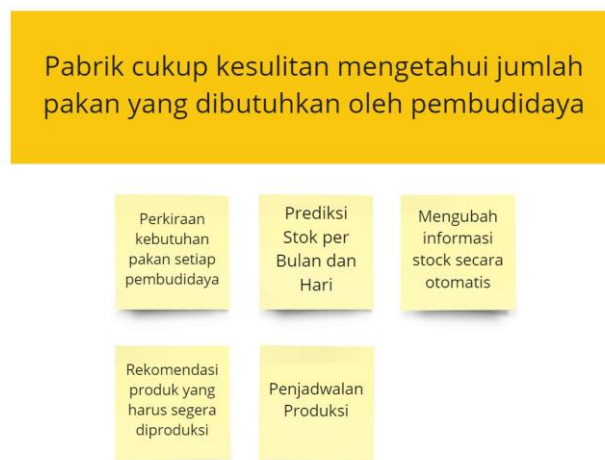 Pabrik cukup kesulitan mengetahui jumlah
pakan yang dibutuhkan oleh pembudidaya
Perkiraan
kebutuhan
pakan setiap
pembudidaya
Prediksi
Stok per
Bulan dan
Hari
Mengubah
informasi
stock secara
otomatis
Rekomendasi
produk yang
harus segera
diproduksi
Penjadwalan
Produksi